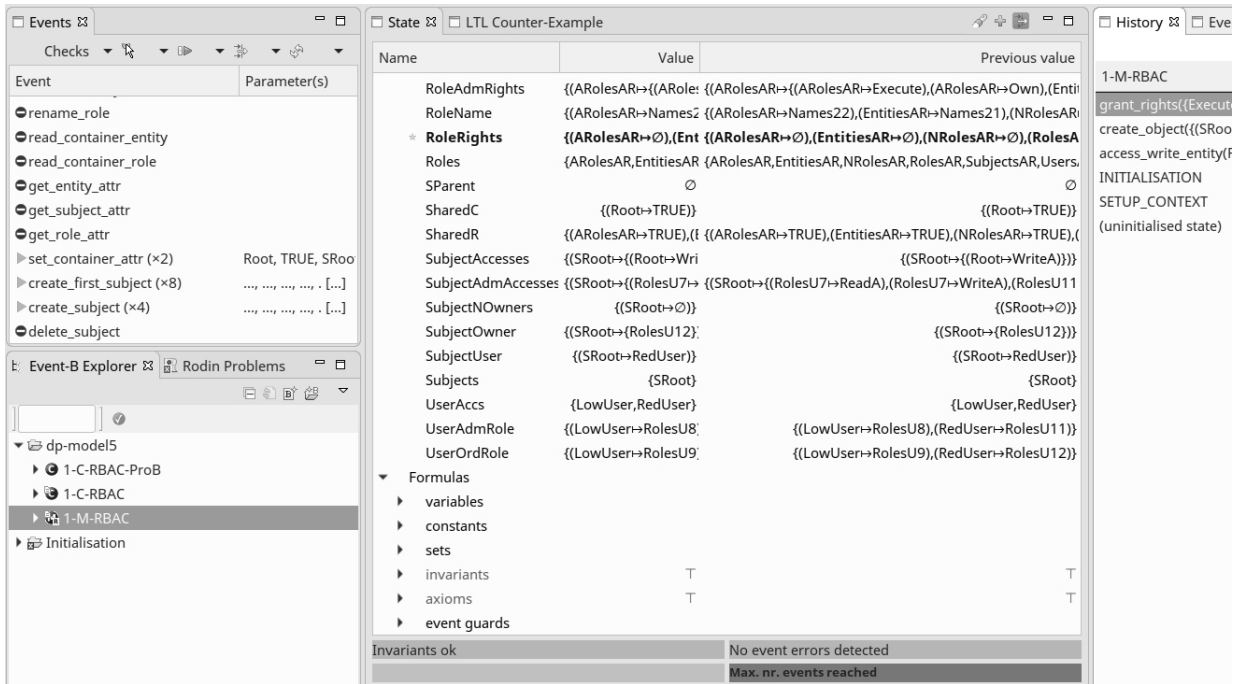 Events
Checks
Event Parameter(s)
rename_role
read_container_entity
read_container_role
get_entity_attr
get_subject_attr
get_role_attr
set_container_attr (×2) Root, TRUE, SRoo
create_first_subject (×8) ..., ..., ..., ..., . [...]
create_subject (×4) ..., ..., ..., ..., . [...]
delete_subject
Event-B Explorer Rodin Problems
dp-model5
1-C-RBAC-ProB
1-C-RBAC
1-M-RBAC
Initialisation
State LTL Counter-Example
Name Value Previous value
RoleAdmRights {(ARolesAR↦{(ARoles {(ARolesAR↦{(ARolesAR↦Execute),(ARolesAR↦Own),(Entit
RoleName {(ARolesAR↦Names2 {(ARolesAR↦Names22),(EntitiesAR↦Names21),(NRolesAR
RoleRights {(ARolesAR↦∅),(Ent {(ARolesAR↦∅),(EntitiesAR↦∅),(NRolesAR↦∅),(RolesA
Roles {ARolesAR,EntitiesAR {ARolesAR,EntitiesAR,NRolesAR,RolesAR,SubjectsAR,Users
SParent ∅ ∅
SharedC {(Root↦TRUE)} {(Root↦TRUE)}
SharedR {(ARolesAR↦TRUE),(E {(ARolesAR↦TRUE),(EntitiesAR↦TRUE),(NRolesAR↦TRUE),(
SubjectAccesses {(SRoot↦{(Root↦Wri {(SRoot↦{(Root↦WriteA)})}
SubjectAdmAccesses {(SRoot↦{(RolesU7↦ {(SRoot↦{(RolesU7↦ReadA),(RolesU7↦WriteA),(RolesU11
SubjectNOwners {(SRoot↦∅)} {(SRoot↦∅)}
SubjectOwner {(SRoot↦{RolesU12}) {(SRoot↦{RolesU12})}
SubjectUser {(SRoot↦RedUser)} {(SRoot↦RedUser)}
Subjects {SRoot} {SRoot}
UserAccs {LowUser,RedUser} {LowUser,RedUser}
UserAdmRole {(LowUser↦RolesU8) {(LowUser↦RolesU8),(RedUser↦RolesU11)}
UserOrdRole {(LowUser↦RolesU9) {(LowUser↦RolesU9),(RedUser↦RolesU12)}
Formulas
variables
constants
sets
invariants ⊤ ⊤
axioms ⊤ ⊤
event guards
Invariants ok No event errors detected
Max. nr. events reached
History Eve
1-M-RBAC
grant_rights({Execut
create_object({(SRoo
access_write_entity(F
INITIALISATION
SETUP_CONTEXT
(uninitialised state)